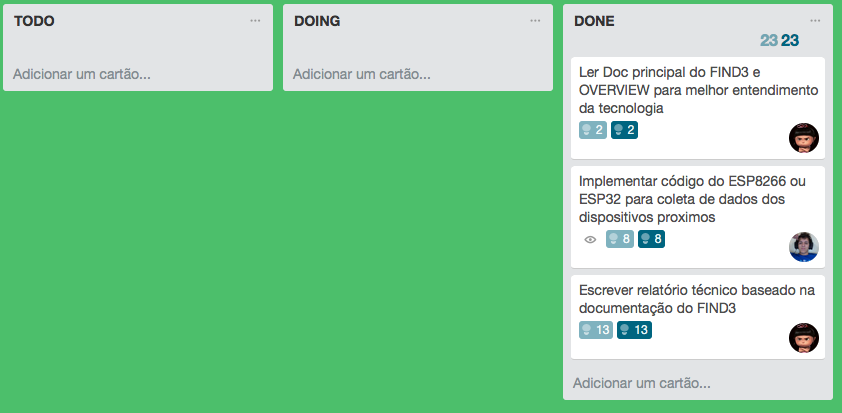 TODO
Adicionar um cartão...
DOING
Adicionar um cartão...
DONE
23 23
Ler Doc principal do FIND3 e
OVERVIEW para melhor entendimento
da tecnologia
2 2
Implementar código do ESP8266 ou
ESP32 para coleta de dados dos
dispositivos proximos
8 8
Escrever relatório técnico baseado na
documentação do FIND3
13 13
Adicionar um cartão...